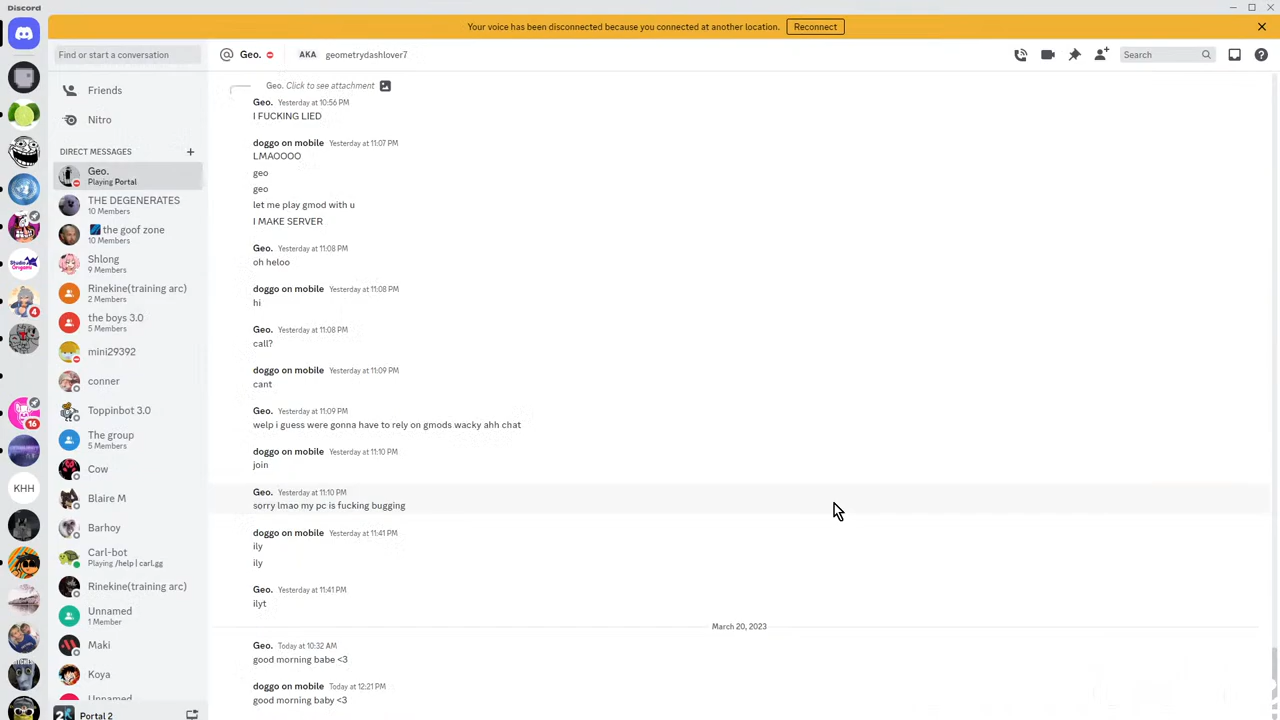 Discord
Your voice has been disconnected because you connected at another location. Reconnect
Find or start a conversation
Geo. AKA geometrydashlover7
Search
Friends
Nitro
DIRECT MESSAGES
Geo.
Playing Portal
THE DEGENERATES
10 Members
the goof zone
10 Members
Shlong
9 Members
Rinekine(training arc)
2 Members
the boys 3.0
5 Members
mini29392
conner
Toppinbot 3.0
The group
5 Members
Cow
Blaire M
Barhoy
Carl-bot
Playing /help | carl.gg
Rinekine(training arc)
Unnamed
1 Member
Maki
Koya
Unnamed
Portal 2
4
16
KHH
Geo. Click to see attachment
Geo. Yesterday at 10:56 PM
I FUCKING LIED
doggo on mobile Yesterday at 11:07 PM
LMAOOOO
geo
geo
let me play gmod with u
I MAKE SERVER
Geo. Yesterday at 11:08 PM
oh heloo
doggo on mobile Yesterday at 11:08 PM
hi
Geo. Yesterday at 11:08 PM
call?
doggo on mobile Yesterday at 11:09 PM
cant
Geo. Yesterday at 11:09 PM
welp i guess were gonna have to rely on gmods wacky ahh chat
doggo on mobile Yesterday at 11:10 PM
join
Geo. Yesterday at 11:10 PM
sorry lmao my pc is fucking bugging
doggo on mobile Yesterday at 11:41 PM
ily
ily
Geo. Yesterday at 11:41 PM
ilyt
March 20, 2023
Geo. Today at 10:32 AM
good morning babe <3
doggo on mobile Today at 12:21 PM
good morning baby <3